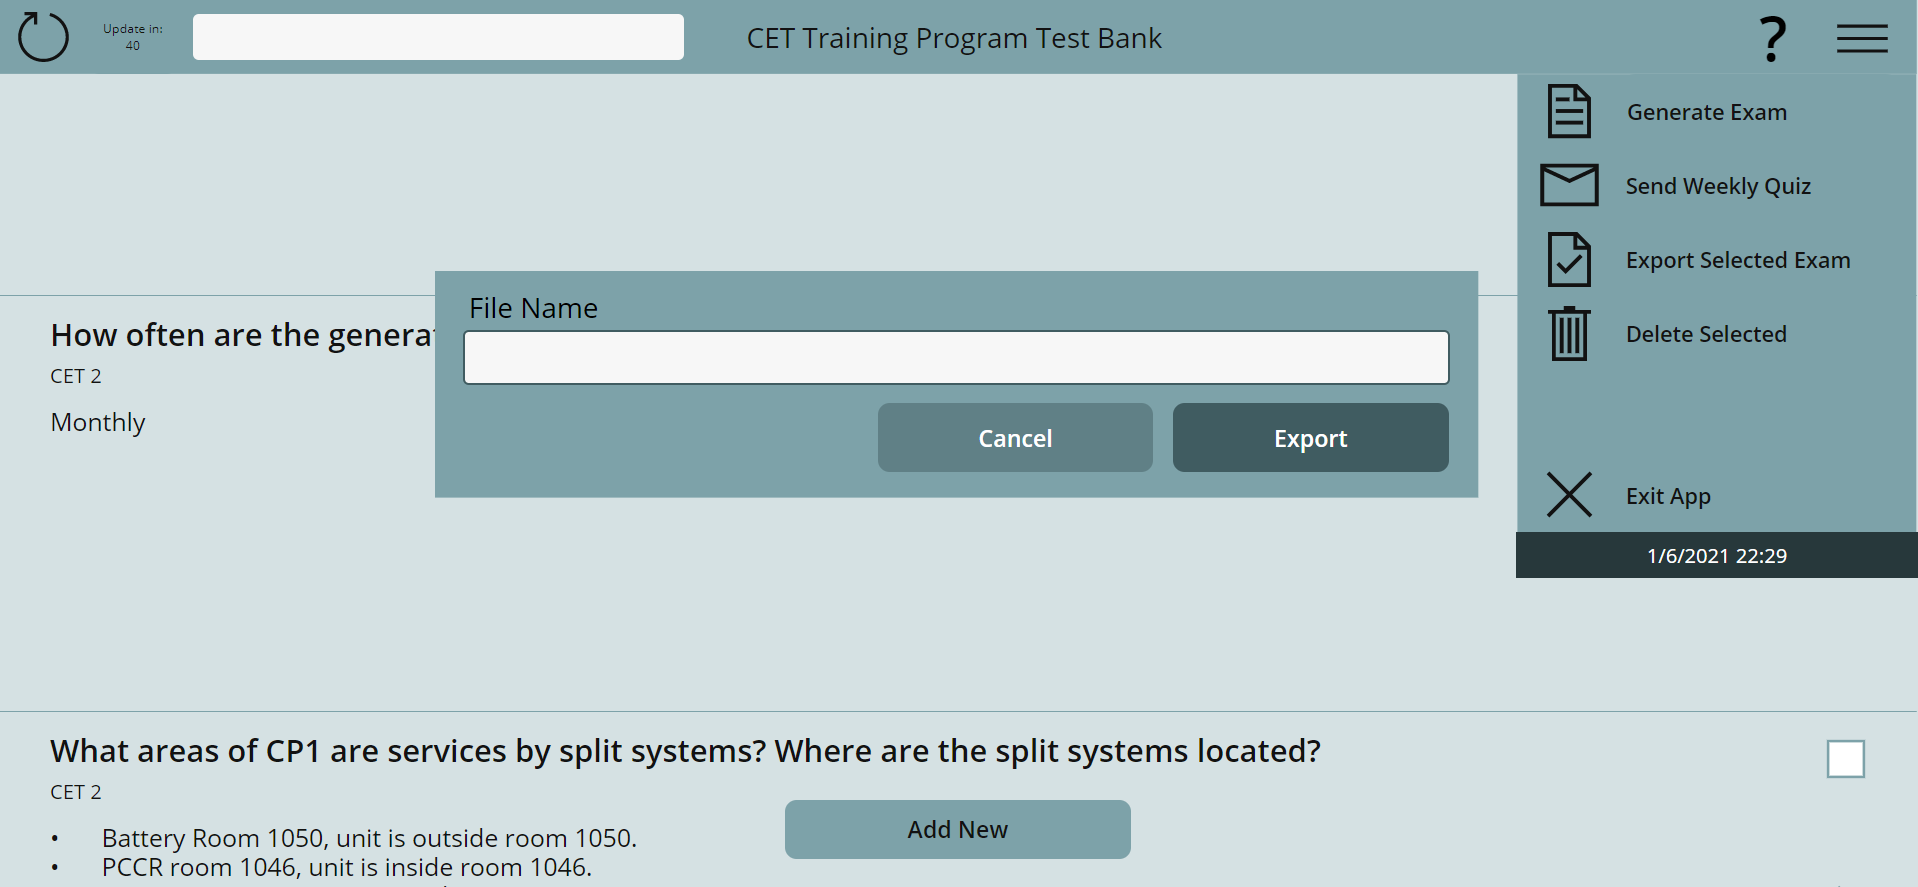 Update in:
40
CET Training Program Test Bank
?
Generate Exam
Send Weekly Quiz
Export Selected Exam
Delete Selected
Exit App
1/6/2021 22:29
File Name
Cancel
Export
How often are the genera
CET 2
Monthly
What areas of CP1 are services by split systems? Where are the split systems located?
CET 2
• Battery Room 1050, unit is outside room 1050.
• PCCR room 1046, unit is inside room 1046.
Add New